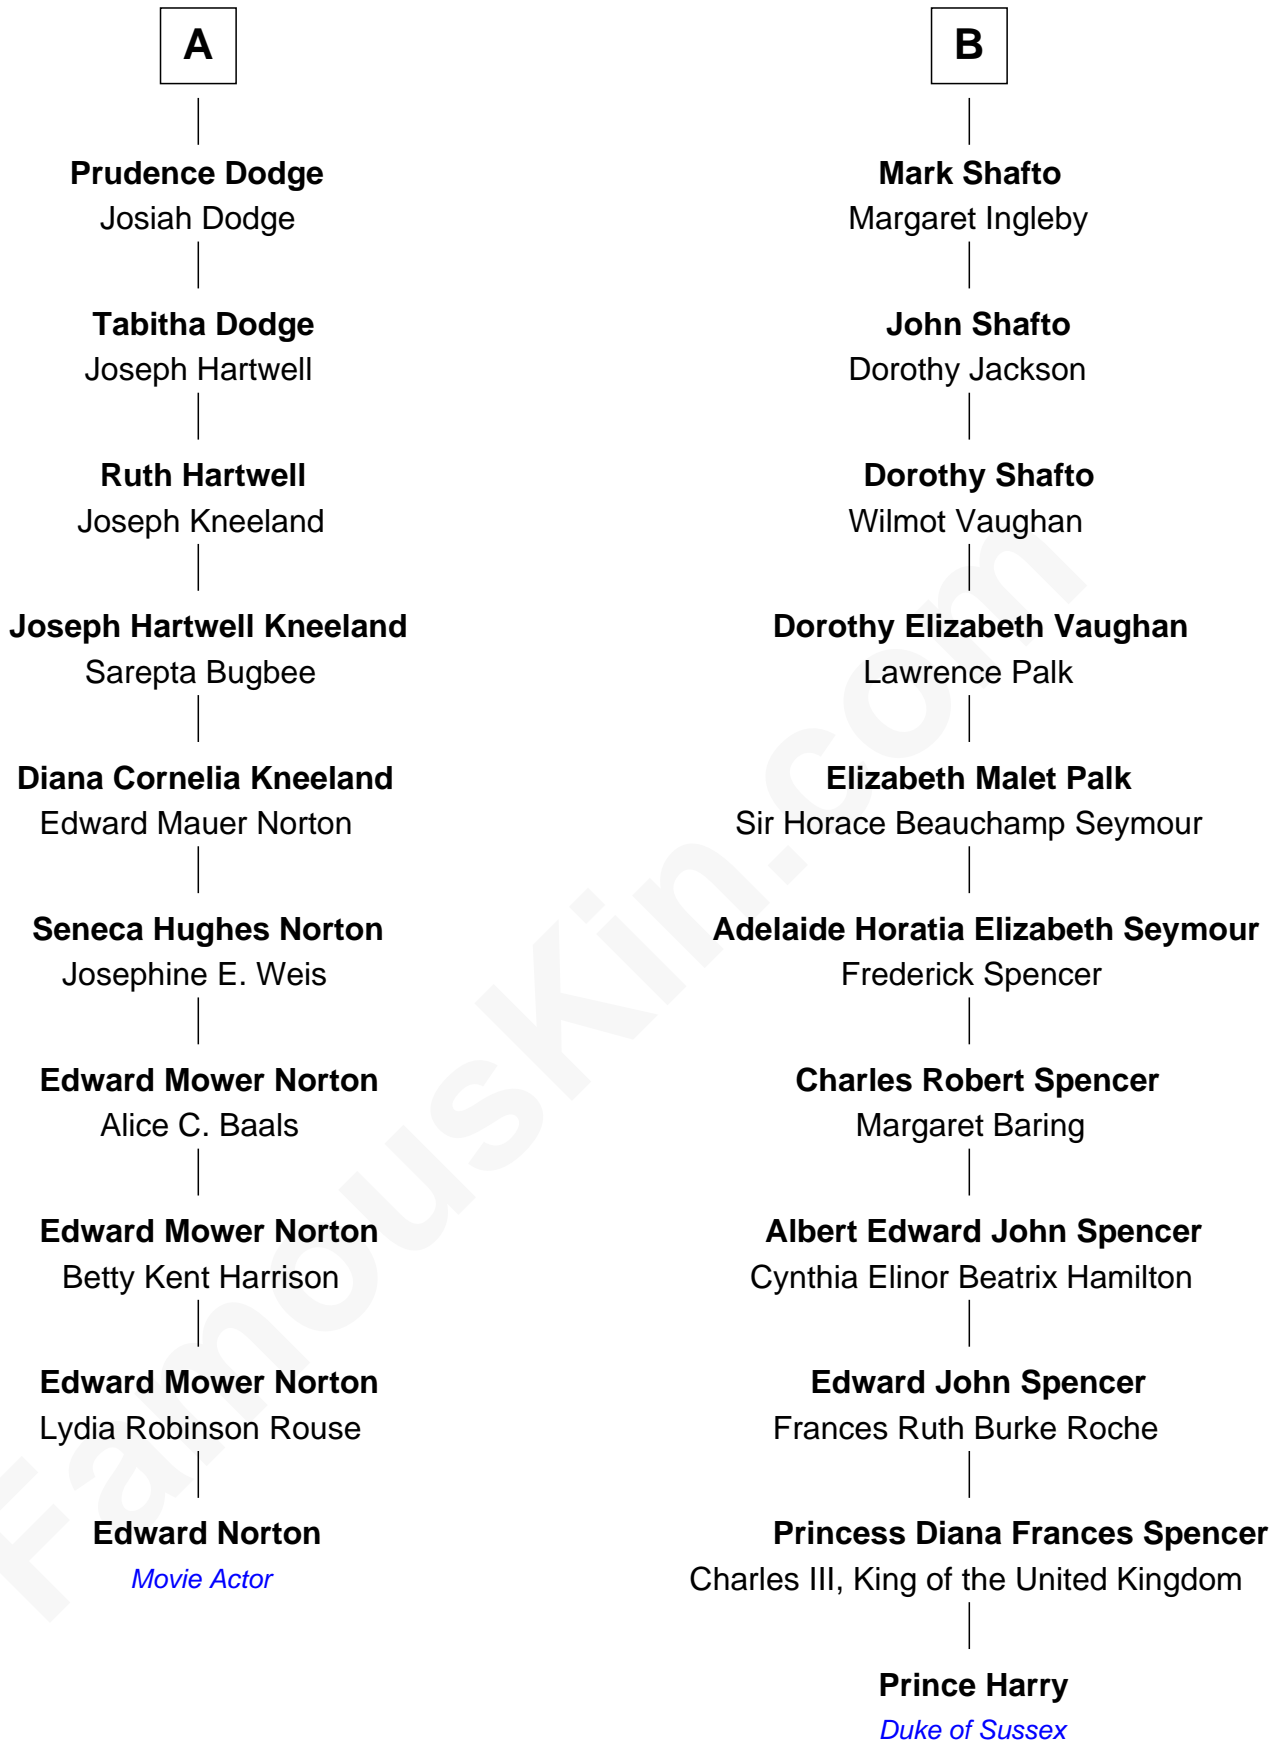 A
Prudence Dodge
Josiah Dodge
Tabitha Dodge
Joseph Hartwell
Ruth Hartwell
Joseph Kneeland
Joseph Hartwell Kneeland
Sarepta Bugbee
Diana Cornelia Kneeland
Edward Mauer Norton
Seneca Hughes Norton
Josephine E. Weis
Edward Mower Norton
Alice C. Baals
Edward Mower Norton
Betty Kent Harrison
Edward Mower Norton
Lydia Robinson Rouse
Edward Norton
Movie Actor
B
Mark Shafto
Margaret Ingleby
John Shafto
Dorothy Jackson
Dorothy Shafto
Wilmot Vaughan
Dorothy Elizabeth Vaughan
Lawrence Palk
Elizabeth Malet Palk
Sir Horace Beauchamp Seymour
Adelaide Horatia Elizabeth Seymour
Frederick Spencer
Charles Robert Spencer
Margaret Baring
Albert Edward John Spencer
Cynthia Elinor Beatrix Hamilton
Edward John Spencer
Frances Ruth Burke Roche
Princess Diana Frances Spencer
Charles III, King of the United Kingdom
Prince Harry
Duke of Sussex
FamousKin.com